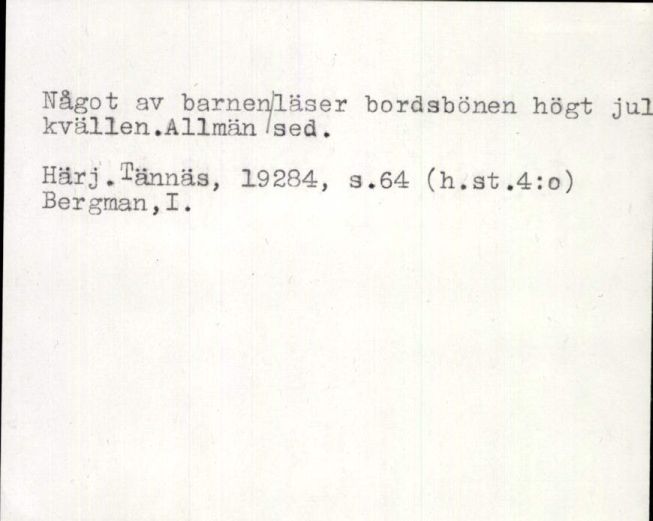 Något av barnen/läser bordsbönen högt jul
kvällen.Allmän /sed.
Härj.Tännäs, 19284, s.64 (h.st.4:o)
Bergman,I.